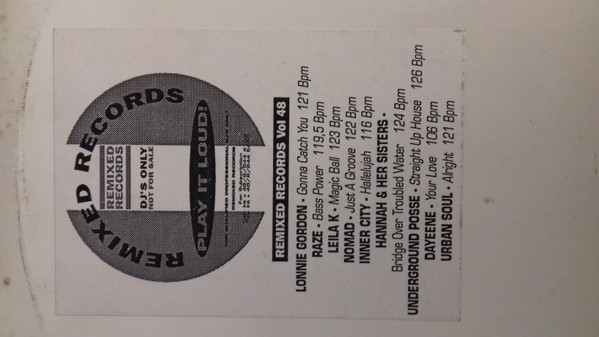 REMIXED RECORDS
REMIXED
RECORDS
DJ'S ONLY
NOT FOR SALE
PLAY IT LOUD!
REMIXED RECORDS Vol 48
LONNIE GORDON - Gonna Catch You 121 Bpm
RAZE - Bass Power 119,5 Bpm
LEILA K - Magic Ball 123 Bpm
NOMAD - Just A Groove 122 Bpm
INNER CITY - Hallelujah 116 Bpm
HANNAH & HER SISTERS -
Bridge Over Troubled Water 124 Bpm
UNDERGROUND POSSE - Straight Up House 126 Bpm
DAYEENE - Your Love 106 Bpm
URBAN SOUL - Alright 121 Bpm